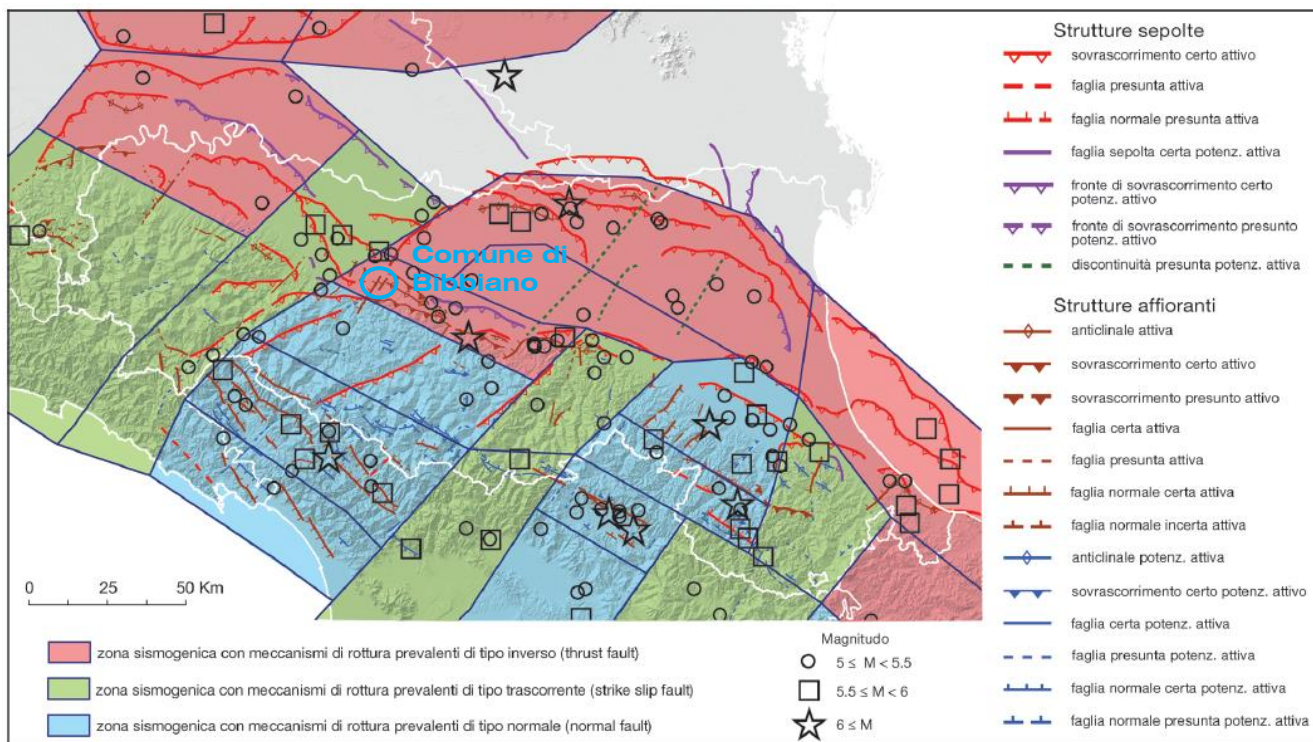 Comune di
Bibbiano
0 25 50 Km
zona sismogenica con meccanismi di rottura prevalenti di tipo inverso (thrust fault)
zona sismogenica con meccanismi di rottura prevalenti di tipo trascorrente (strike slip fault)
zona sismogenica con meccanismi di rottura prevalenti di tipo normale (normal fault)
Magnitudo
5 ≤ M < 5.5
5.5 ≤ M < 6
6 ≤ M
Strutture sepolte
sovrascorrimento certo attivo
faglia presunta attiva
faglia normale presunta attiva
faglia sepolta certa potenz. attiva
fronte di sovrascorrimento certo
potenz. attivo
fronte di sovrascorrimento presunto
potenz. attivo
discontinuità presunta potenz. attiva
Strutture affioranti
anticlinale attiva
sovrascorrimento certo attivo
sovrascorrimento presunto attivo
faglia certa attiva
faglia presunta attiva
faglia normale certa attiva
faglia normale incerta attiva
anticlinale potenz. attiva
sovrascorrimento certo potenz. attivo
faglia certa potenz. attiva
faglia presunta potenz. attiva
faglia normale certa potenz. attiva
faglia normale presunta potenz. attiva